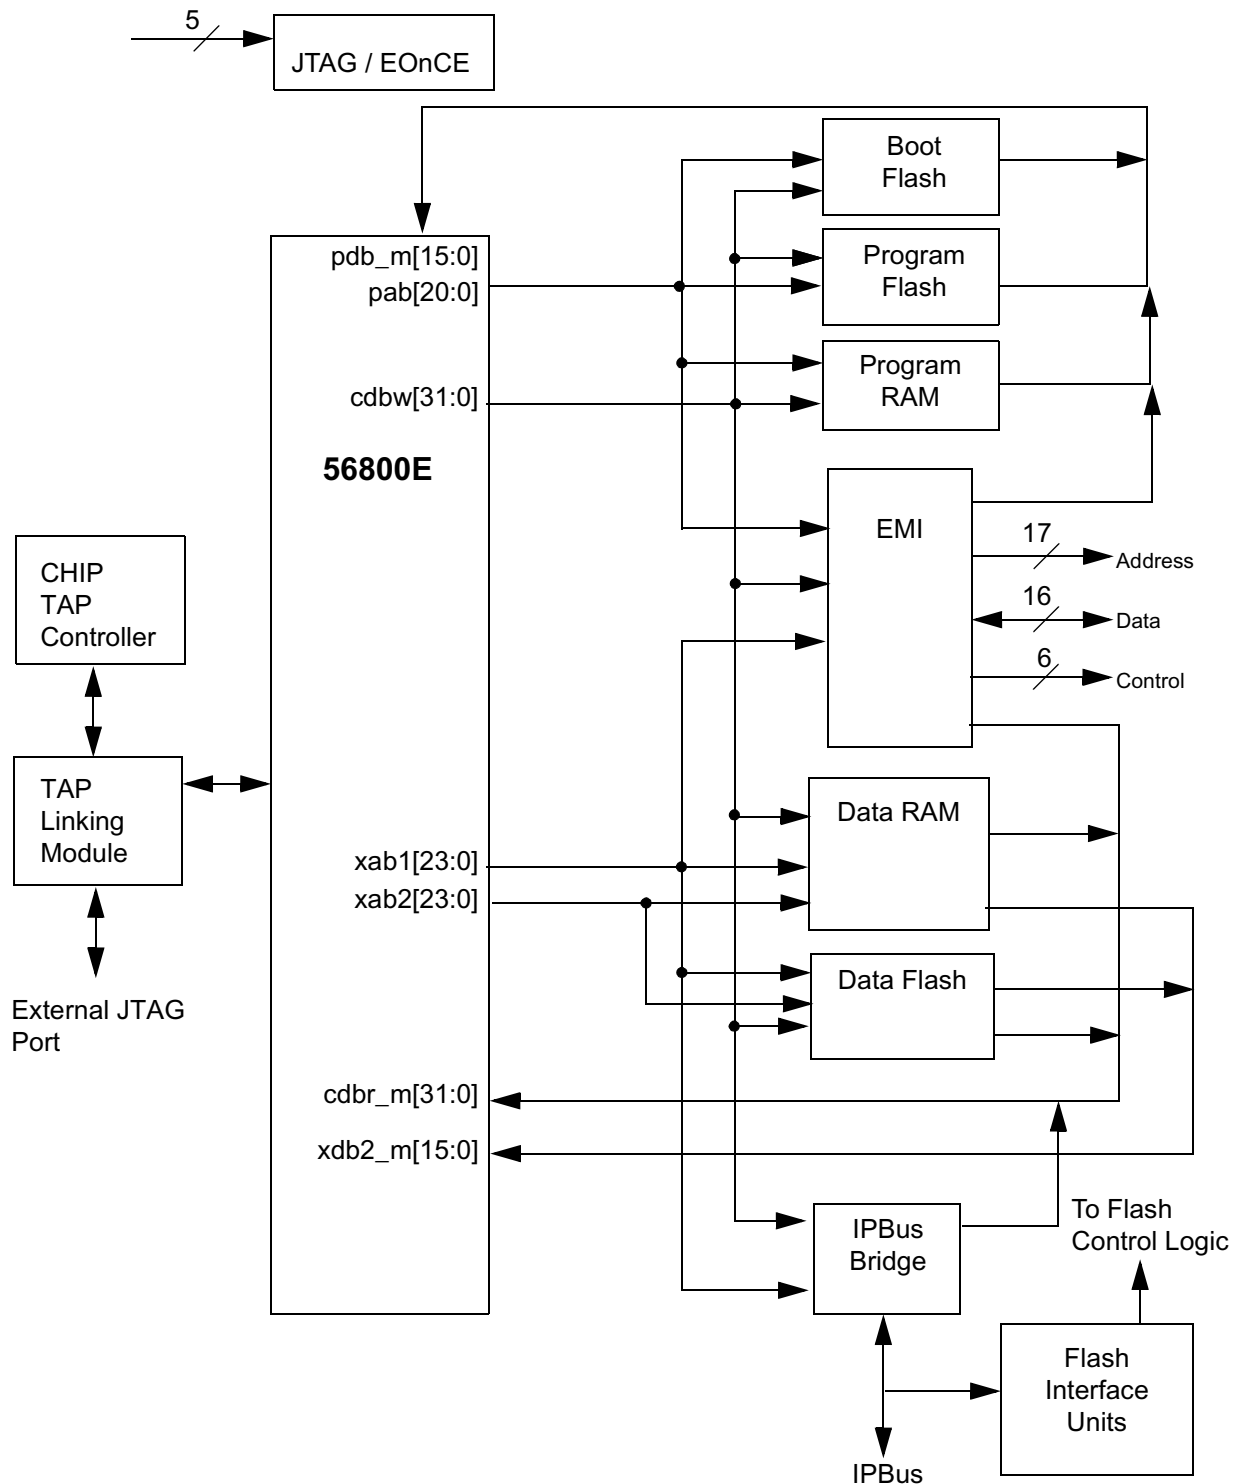 5
JTAG / EOnCE
Boot
Flash
pdb_m[15:0]
pab[20:0]
Program
Flash
cdbw[31:0]
Program
RAM
56800E
EMI
17
Address
16
Data
6
Control
CHIP
TAP
Controller
TAP
Linking
Module
Data RAM
xab1[23:0]
xab2[23:0]
Data Flash
External JTAG
Port
cdbr_m[31:0]
xdb2_m[15:0]
IPBus
Bridge
To Flash
Control Logic
Flash
Interface
Units
IPBus